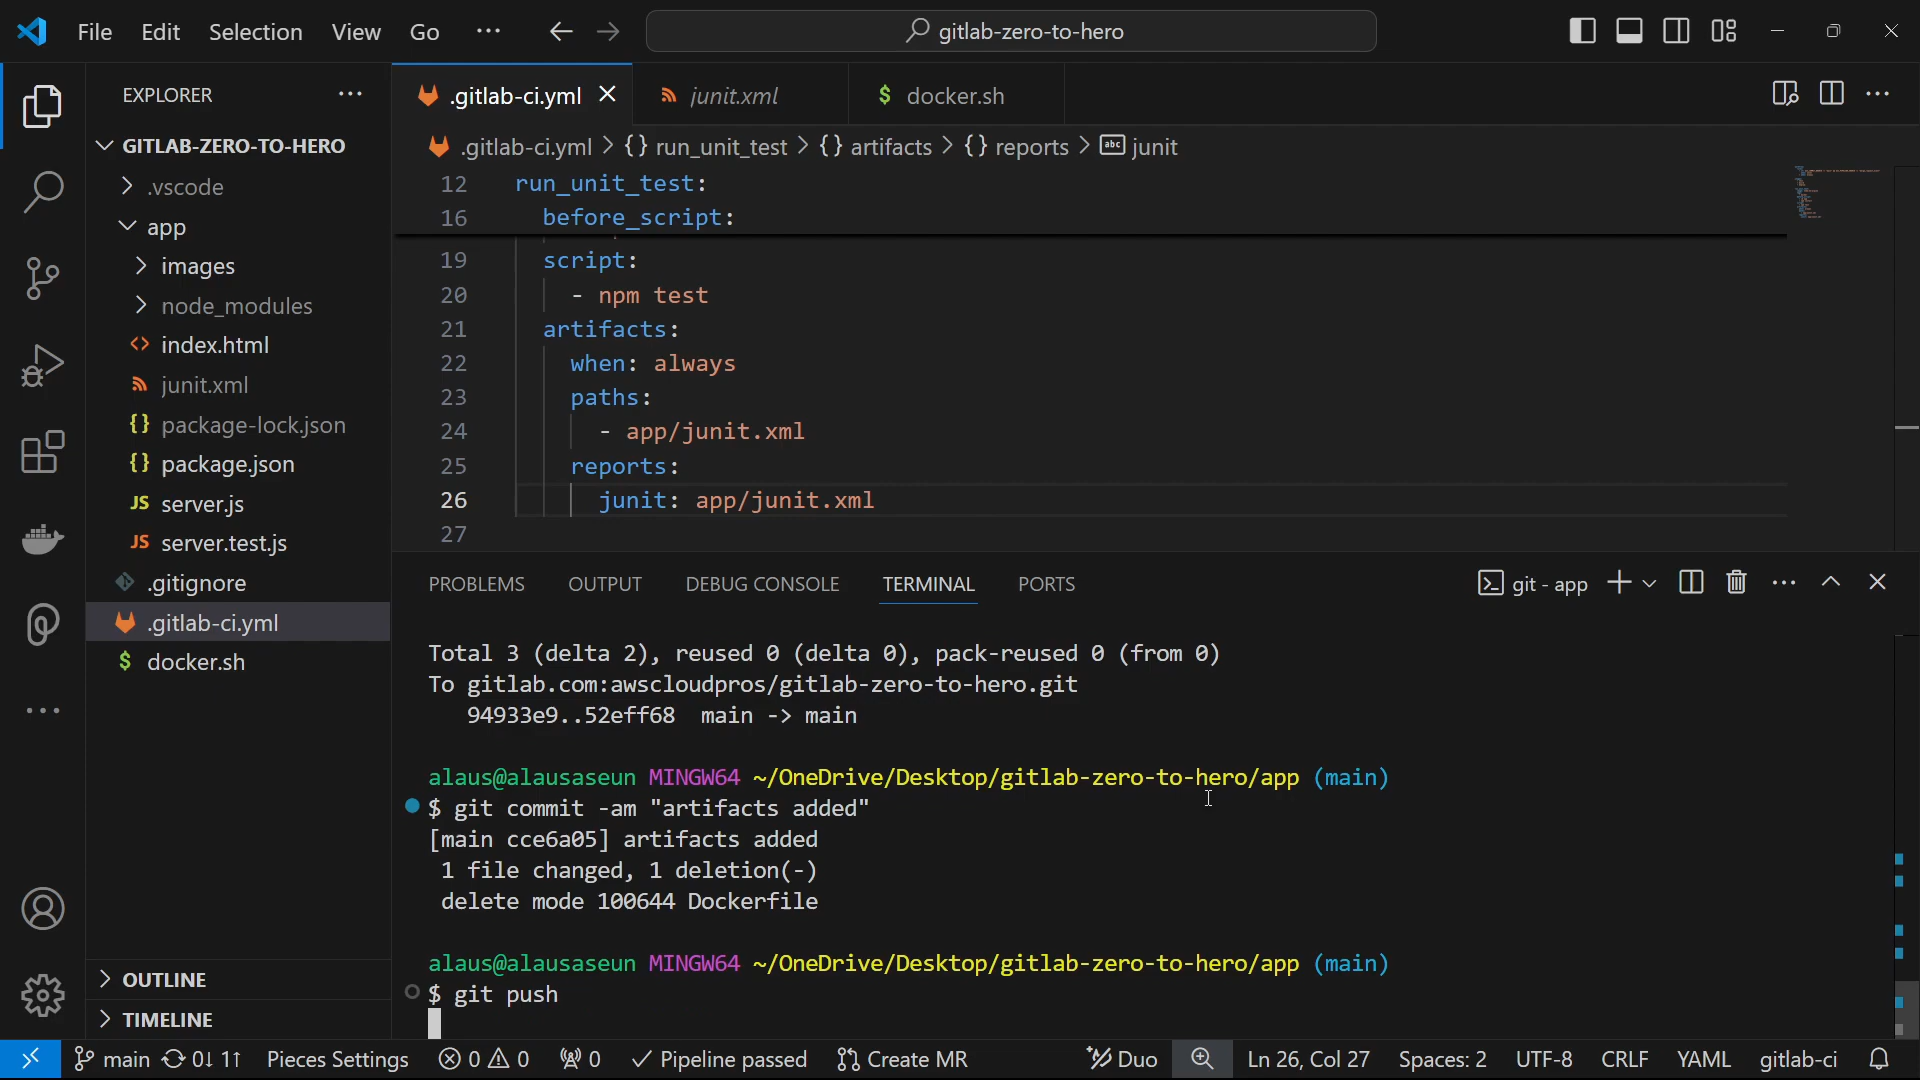 File Edit Selection View Go ··· gitlab-zero-to-hero
EXPLORER ···
GITLAB-ZERO-TO-HERO
.vscode
app
images
node_modules
index.html
junit.xml
package-lock.json
package.json
server.js
server.test.js
.gitignore
.gitlab-ci.yml
docker.sh
OUTLINE
TIMELINE
.gitlab-ci.yml junit.xml docker.sh
.gitlab-ci.yml > {} run_unit_test > {} artifacts > {} reports > abc junit
12 run_unit_test:
16 before_script:
19 script:
20 - npm test
21 artifacts:
22 when: always
23 paths:
24 - app/junit.xml
25 reports:
26 junit: app/junit.xml
27
PROBLEMS OUTPUT DEBUG CONSOLE TERMINAL PORTS git - app
Total 3 (delta 2), reused 0 (delta 0), pack-reused 0 (from 0)
To gitlab.com:awscloudpros/gitlab-zero-to-hero.git
94933e9..52eff68 main -> main
alaus@alausaseun MINGW64 ~/OneDrive/Desktop/gitlab-zero-to-hero/app (main)
$ git commit -am "artifacts added"
[main cce6a05] artifacts added
1 file changed, 1 deletion(-)
delete mode 100644 Dockerfile
alaus@alausaseun MINGW64 ~/OneDrive/Desktop/gitlab-zero-to-hero/app (main)
$ git push
main 0↓ 1↑ Pieces Settings 0 0 0 Pipeline passed Create MR Duo Ln 26, Col 27 Spaces: 2 UTF-8 CRLF YAML gitlab-ci